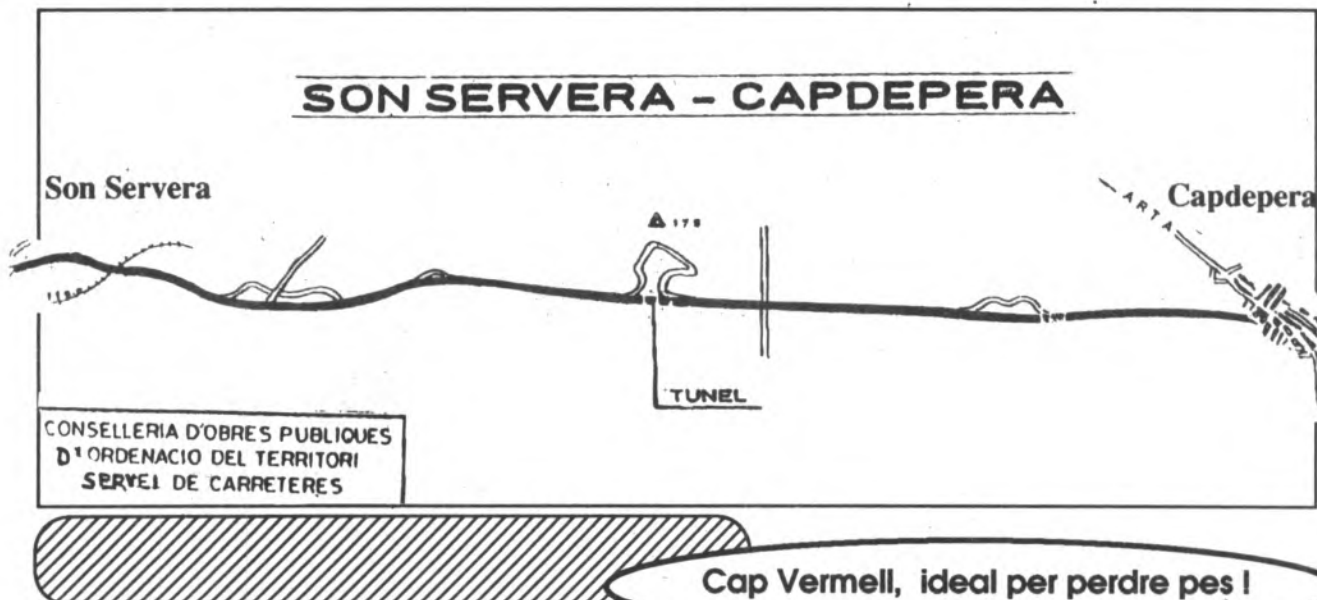 SON SERVERA - CAPDEPERA
Son Servera
Capdepera
ARTA
178
TUNEL
CONSELLERIA D'OBRES PUBLIQUES
D'ORDENACIO DEL TERRITORI
SERVEI DE CARRETERES
Cap Vermell, ideal per perdre pes !